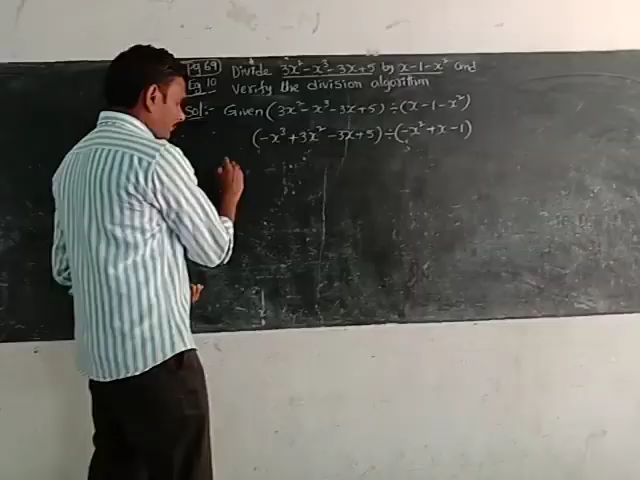 Pg 69 Divide 3x² - x³ - 3x + 5 by x - 1 - x² and
Eg 10 Verify the division algorithm
Sol:- Given (3x² - x³ - 3x + 5) ÷ (x - 1 - x²)
(-x³ + 3x² - 3x + 5) ÷ (-x² + x - 1)